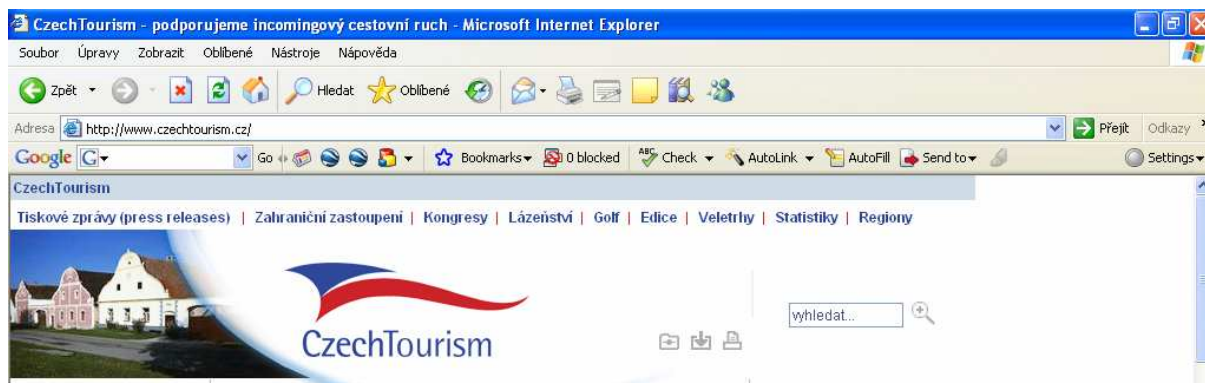 CzechTourism - podporujeme incomingový cestovní ruch - Microsoft Internet Explorer
Soubor Úpravy Zobrazit Oblíbené Nástroje Nápověda
Zpět Hledat Oblíbené
Adresa http://www.czechtourism.cz/ Přejít Odkazy
Google G Go Bookmarks 0 blocked ABC Check AutoLink AutoFill Send to Settings
CzechTourism
Tiskové zprávy (press releases) | Zahraniční zastoupení | Kongresy | Lázeňství | Golf | Edice | Veletrhy | Statistiky | Regiony
vyhledat...
CzechTourism